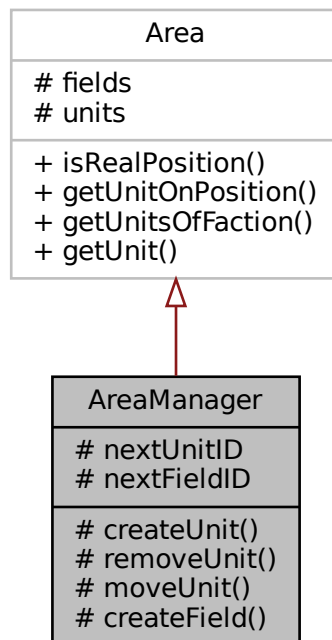 Area
# fields
# units
+ isRealPosition()
+ getUnitOnPosition()
+ getUnitsOfFaction()
+ getUnit()
AreaManager
# nextUnitID
# nextFieldID
# createUnit()
# removeUnit()
# moveUnit()
# createField()